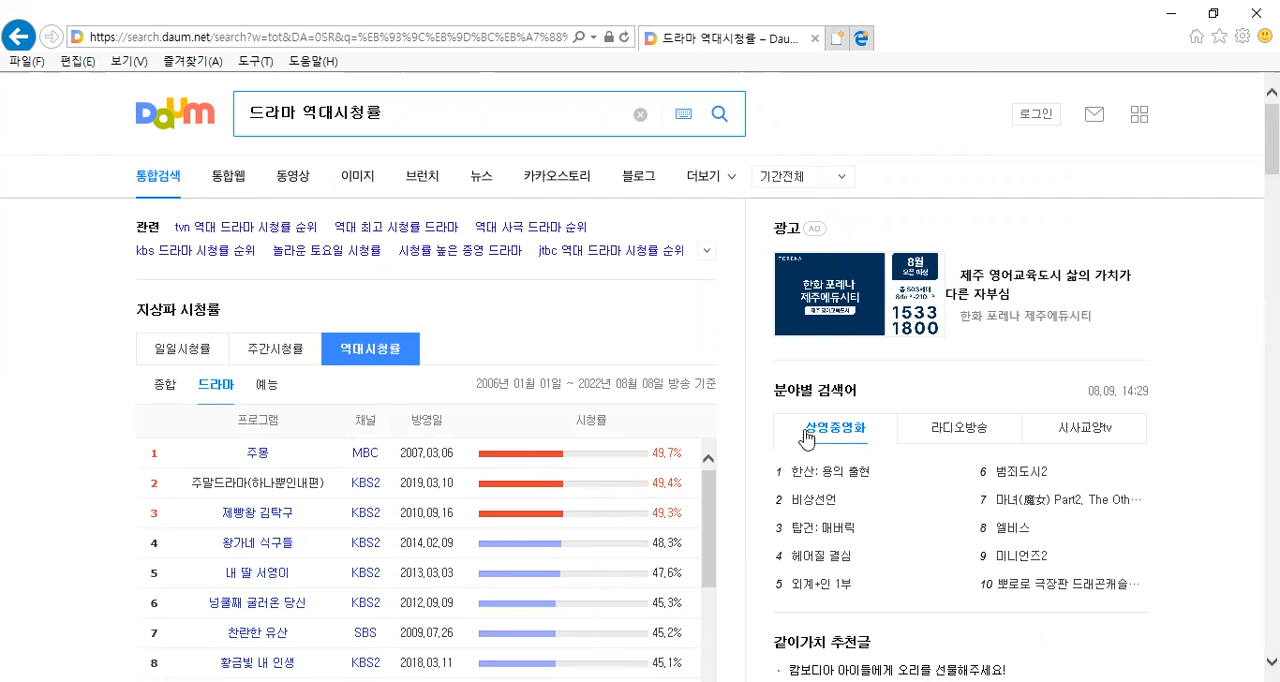 https://search.daum.net/search?w=tot&DA=0SR&q=%EB%93%9C%EB%9D%BC%EB%A7%88%
드라마 역대시청률 – Dau...
파일(F) 편집(E) 보기(V) 즐겨찾기(A) 도구(T) 도움말(H)
Daum
드라마 역대시청률
로그인
통합검색 통합웹 동영상 이미지 브런치 뉴스 카카오스토리 블로그 더보기 기간전체
관련 tvn 역대 드라마 시청률 순위 역대 최고 시청률 드라마 역대 사극 드라마 순위
kbs 드라마 시청률 순위 놀라운 토요일 시청률 시청률 높은 종영 드라마 jtbc 역대 드라마 시청률 순위
지상파 시청률
일일시청률 주간시청률 역대시청률
종합 드라마 예능 2006년 01월 01일 ~ 2022년 08월 08일 방송 기준
프로그램 채널 방영일 시청률
1 주몽 MBC 2007.03.06 49.7%
2 주말드라마(하나뿐인내편) KBS2 2019.03.10 49.4%
3 제빵왕 김탁구 KBS2 2010.09.16 49.3%
4 왕가네 식구들 KBS2 2014.02.09 48.3%
5 내 딸 서영이 KBS2 2013.03.03 47.6%
6 넝쿨째 굴러온 당신 KBS2 2012.09.09 45.3%
7 찬란한 유산 SBS 2009.07.26 45.2%
8 황금빛 내 인생 KBS2 2018.03.11 45.1%
광고 AD
FORENA
한화 포레나
제주에듀시티
제주 영어교육도시
8월
오픈 예정
총 503세대
84㎡~210㎡
1533
1800
제주 영어교육도시 삶의 가치가
다른 자부심
한화 포레나 제주에듀시티
분야별 검색어 08.09. 14:29
상영중영화 라디오방송 시사교양tv
1 한산: 용의 출현
2 비상선언
3 탑건: 매버릭
4 헤어질 결심
5 외계+인 1부
6 범죄도시2
7 마녀(魔女) Part2. The Oth...
8 엘비스
9 미니언즈2
10 뽀로로 극장판 드래곤캐슬...
같이가치 추천글
· 캄보디아 아이들에게 오리를 선물해주세요!